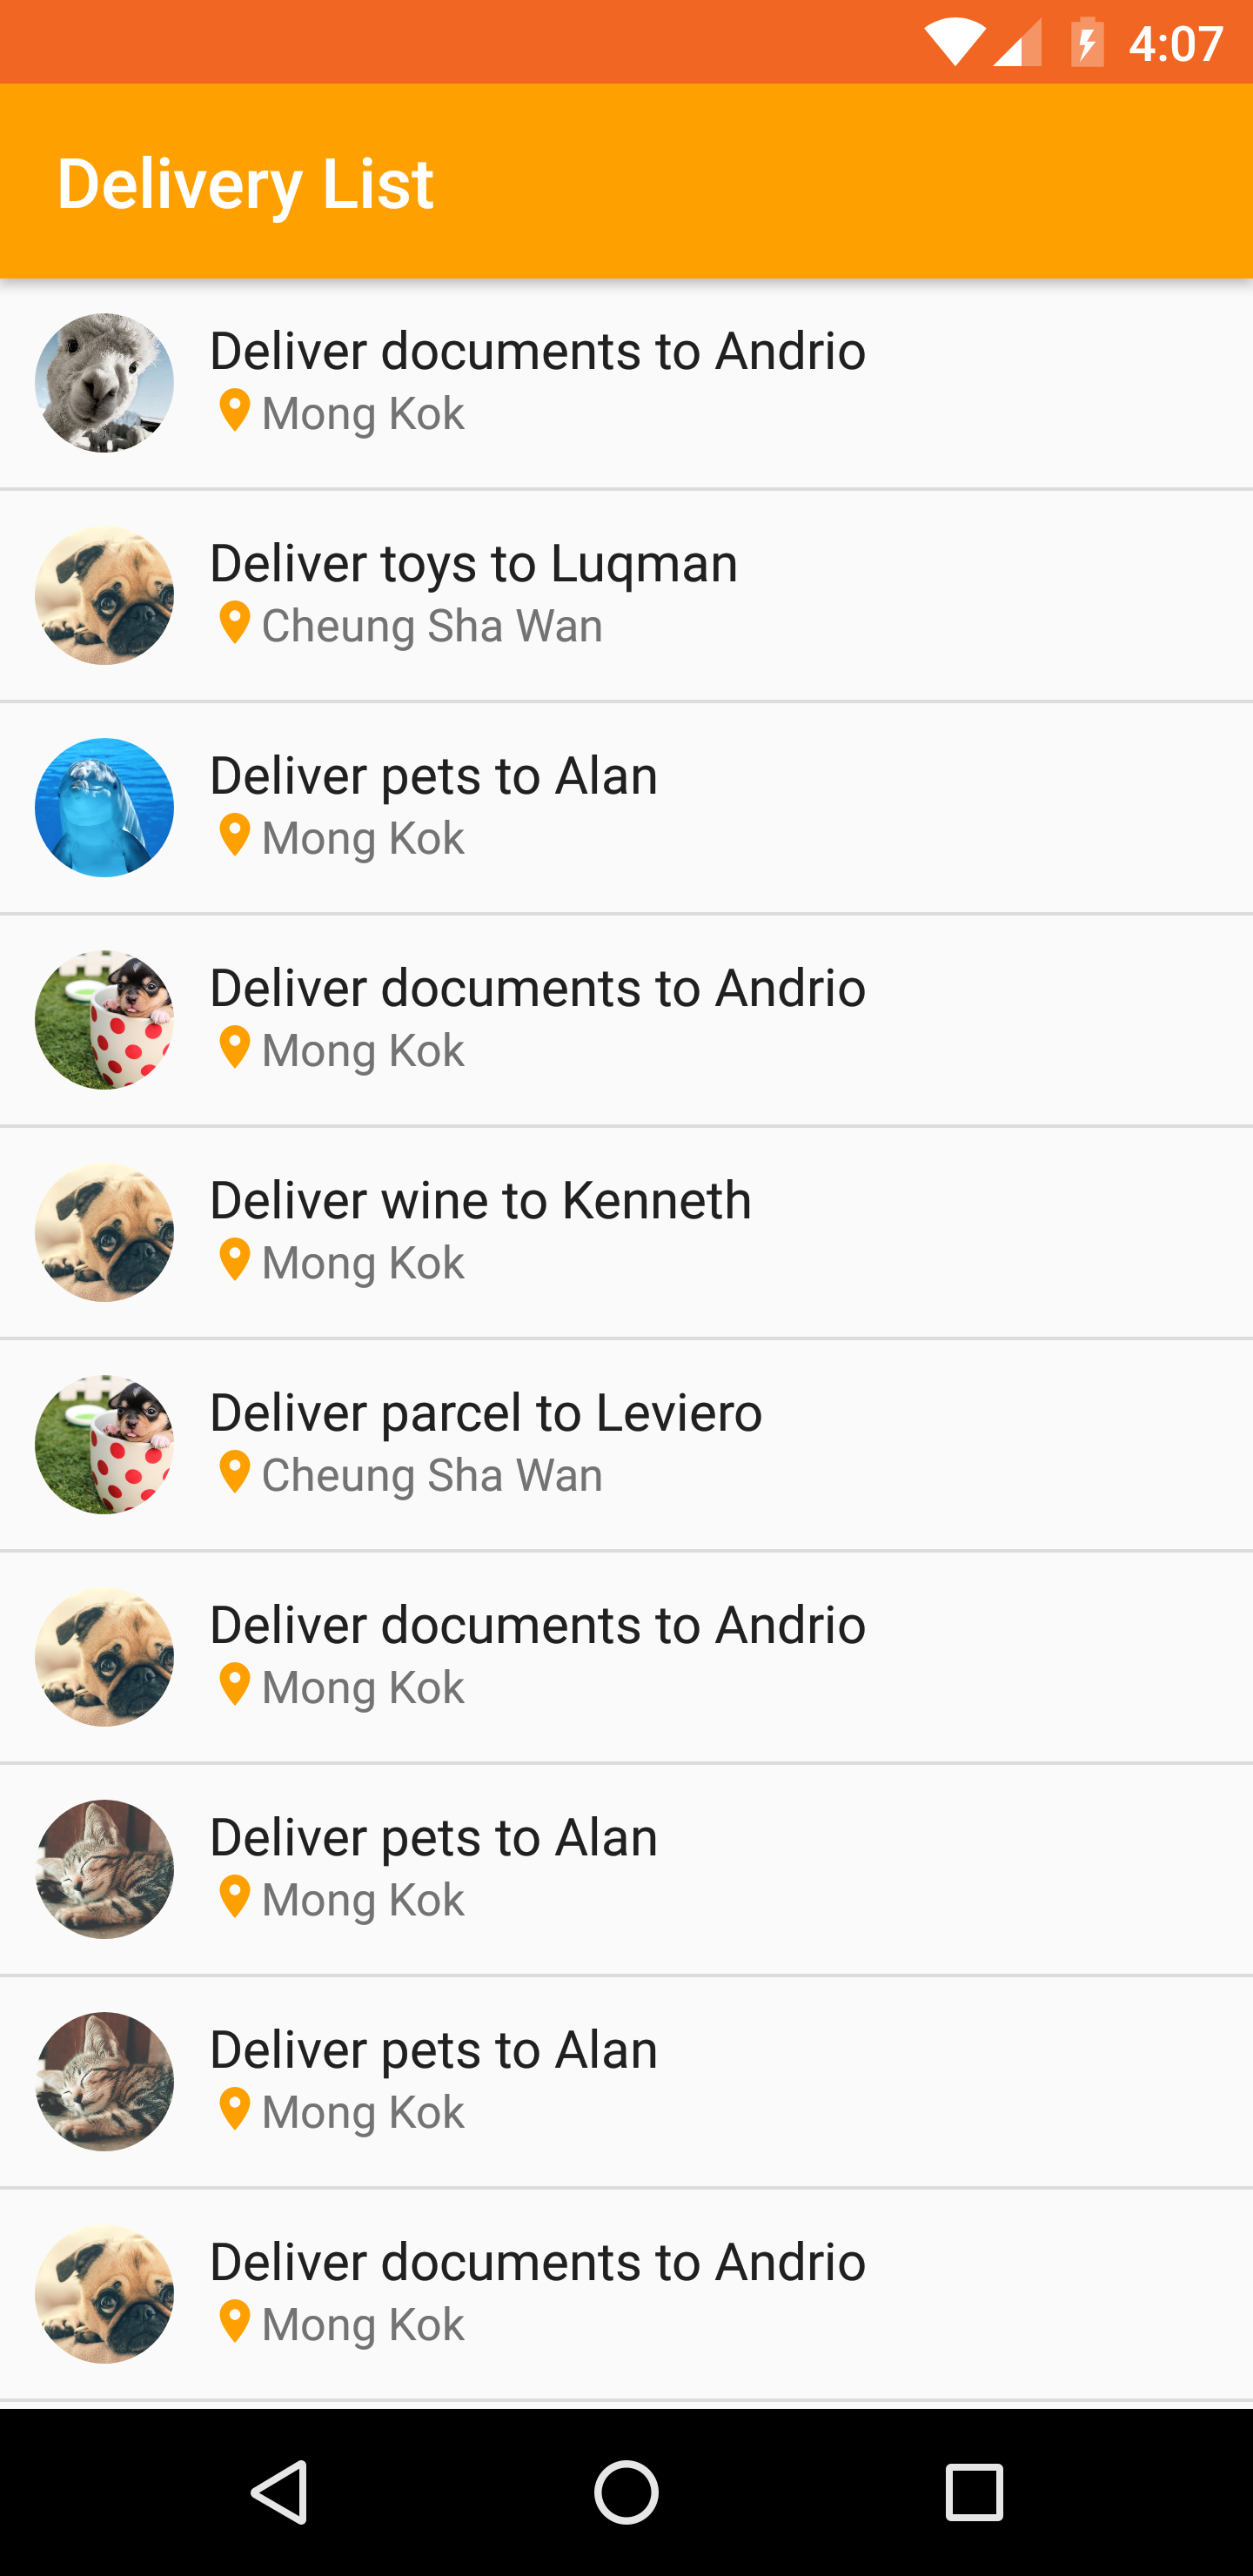 4:07
Delivery List
Deliver documents to Andrio
Mong Kok
Deliver toys to Luqman
Cheung Sha Wan
Deliver pets to Alan
Mong Kok
Deliver documents to Andrio
Mong Kok
Deliver wine to Kenneth
Mong Kok
Deliver parcel to Leviero
Cheung Sha Wan
Deliver documents to Andrio
Mong Kok
Deliver pets to Alan
Mong Kok
Deliver pets to Alan
Mong Kok
Deliver documents to Andrio
Mong Kok